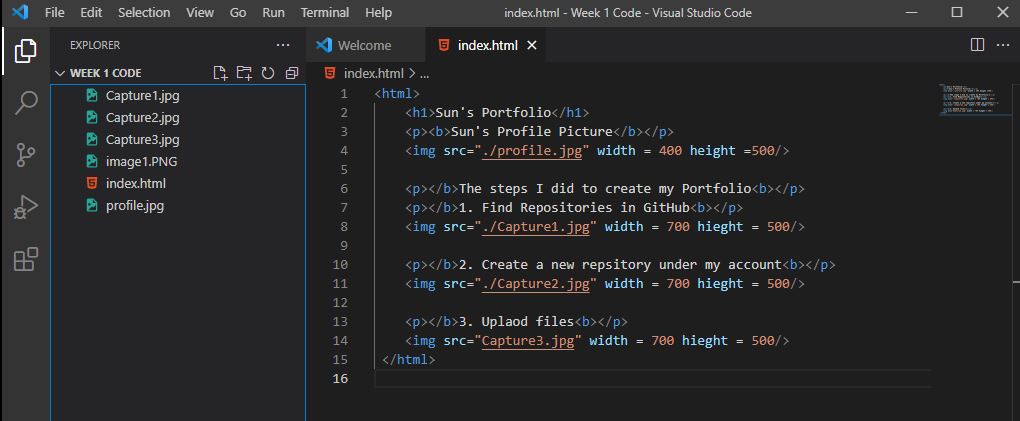 File Edit Selection View Go Run Terminal Help index.html - Week 1 Code - Visual Studio Code
EXPLORER
WEEK 1 CODE
Capture1.jpg
Capture2.jpg
Capture3.jpg
image1.PNG
index.html
profile.jpg
Welcome index.html
index.html > ...
1 <html>
2 <h1>Sun's Portfolio</h1>
3 <p><b>Sun's Profile Picture</b></p>
4 <img src="./profile.jpg" width = 400 height =500/>
5
6 <p></b>The steps I did to create my Portfolio<b></p>
7 <p></b>1. Find Repositories in GitHub<b></p>
8 <img src="./Capture1.jpg" width = 700 hieght = 500/>
9
10 <p></b>2. Create a new repsitory under my account<b></p>
11 <img src="./Capture2.jpg" width = 700 hieght = 500/>
12
13 <p></b>3. Uplaod files<b></p>
14 <img src="Capture3.jpg" width = 700 hieght = 500/>
15 </html>
16